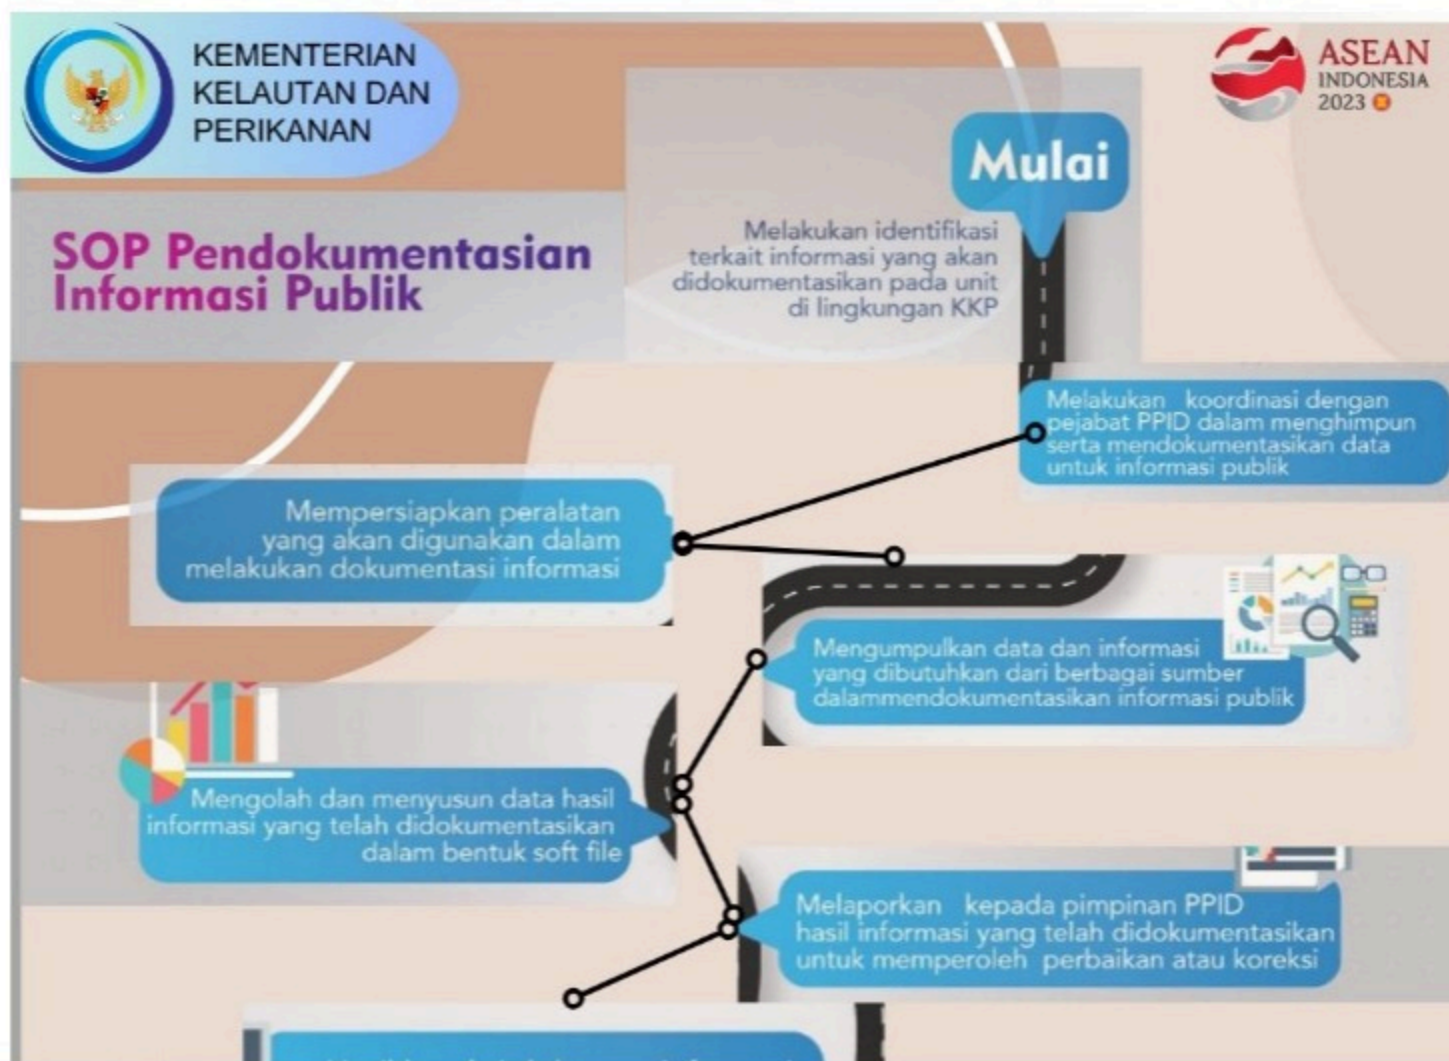 KEMENTERIAN
KELAUTAN DAN
PERIKANAN
ASEAN
INDONESIA
2023
SOP Pendokumentasian
Informasi Publik
Mulai
Melakukan identifikasi
terkait informasi yang akan
didokumentasikan pada unit
di lingkungan KKP
Melakukan koordinasi dengan
pejabat PPID dalam menghimpun
serta mendokumentasikan data
untuk informasi publik
Mempersiapkan peralatan
yang akan digunakan dalam
melakukan dokumentasi informasi
Mengumpulkan data dan informasi
yang dibutuhkan dari berbagai sumber
dalammendokumentasikan informasi publik
Mengolah dan menyusun data hasil
informasi yang telah didokumentasikan
dalam bentuk soft file
Melaporkan kepada pimpinan PPID
hasil informasi yang telah didokumentasikan
untuk memperoleh perbaikan atau koreksi